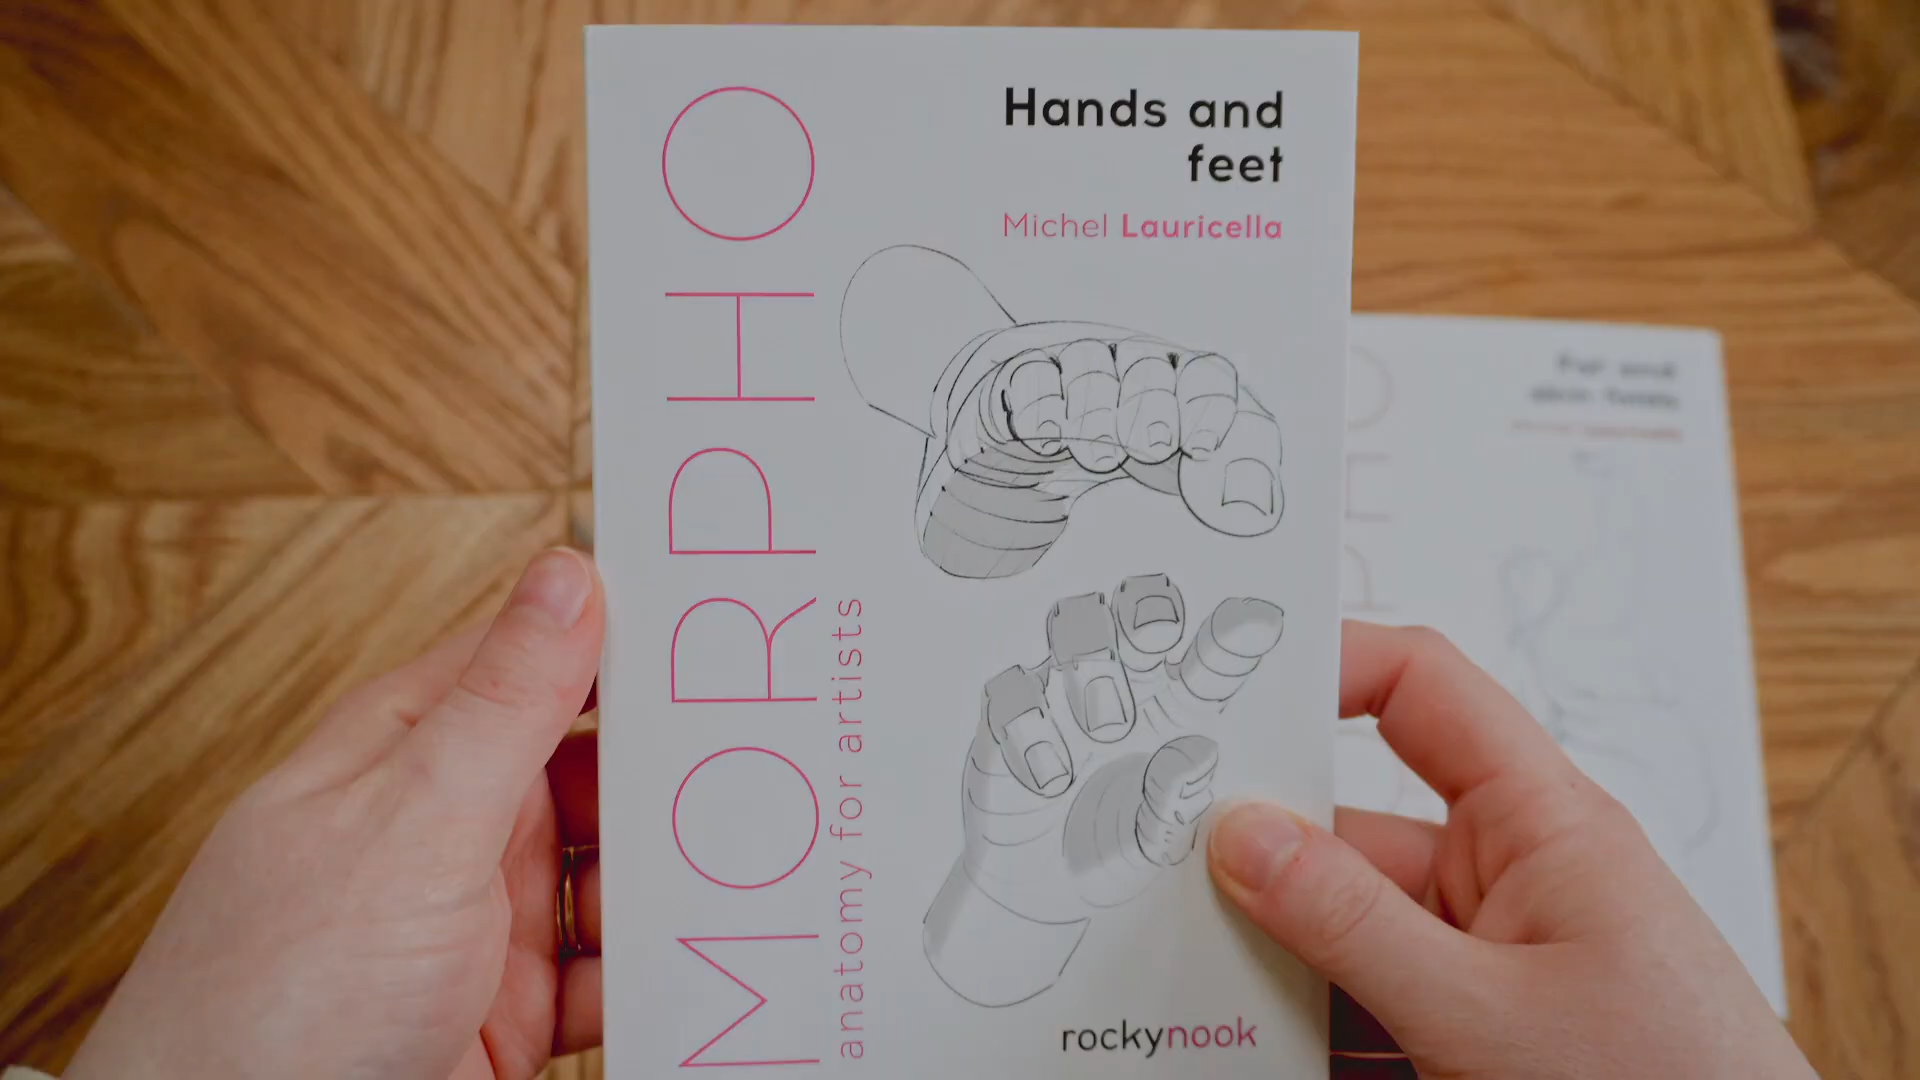 Hands and
feet
Michel Lauricella
MORPHO
anatomy for artists
rockynook